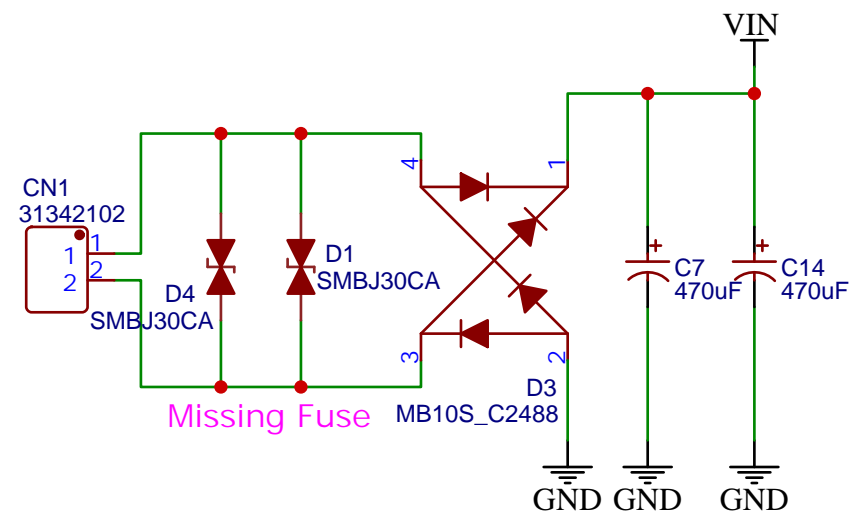 VIN
CN1
31342102
1
1
2
2
D4
SMBJ30CA
D1
SMBJ30CA
4
1
3
2
D3
MB10S_C2488
Missing Fuse
+
C7
470uF
+
C14
470uF
GND
GND
GND